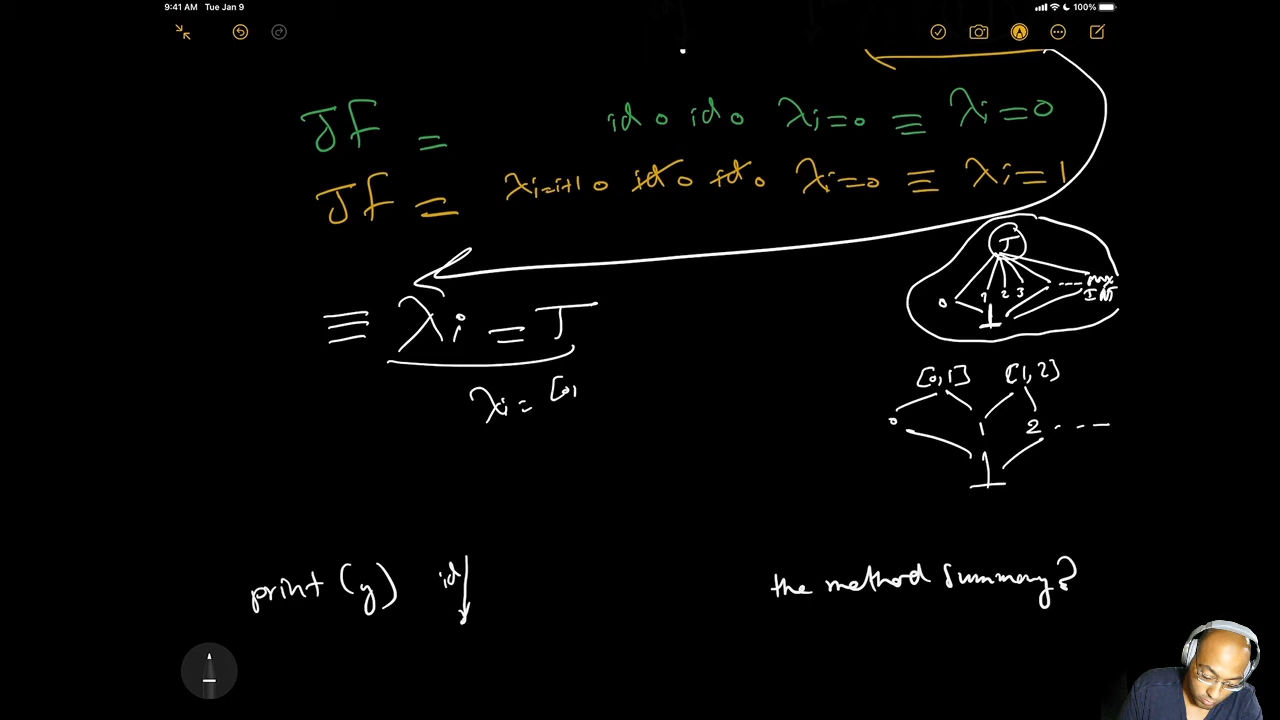 9:41 AM Tue Jan 9 100%
JF = id ∘ id ∘ λi=0 ≡ λi=0
JF = λi=i+1 ∘ id ∘ id ∘ λi=0 ≡ λi=1
⊤
0 1 2 3 --- MAX
INT
⊥
≡ λi = ⊤
λi = [0,
[0,1] [1,2]
0 1 2 ----
⊥
print (y) id the method summary?